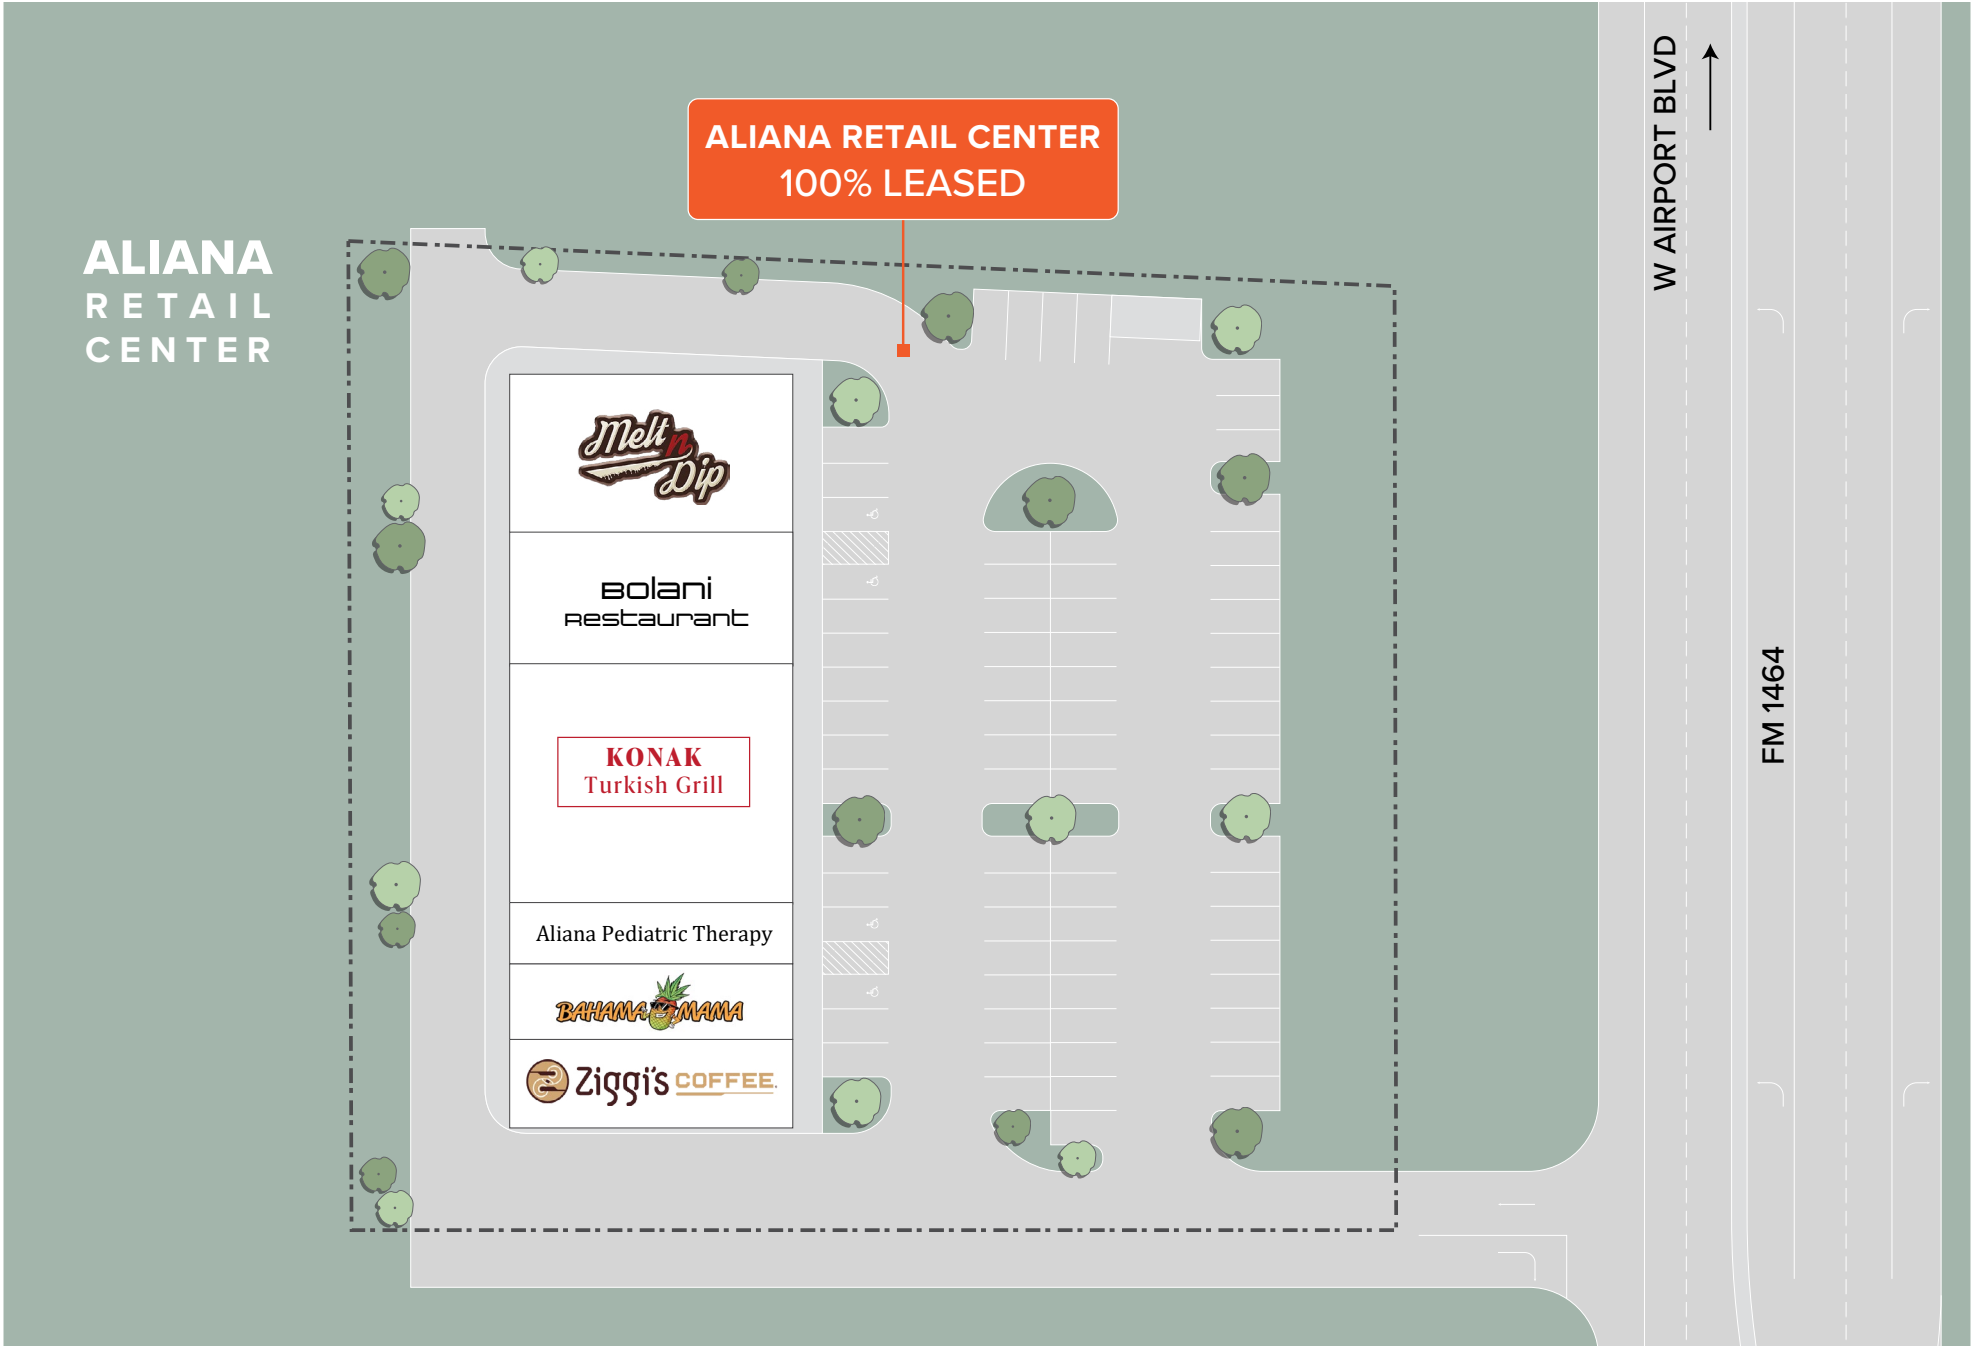 ALIANA RETAIL CENTER
100% LEASED
ALIANA
RETAIL
CENTER
W AIRPORT BLVD
FM 1464
Melt n
Dip
Bolani
Restaurant
KONAK
Turkish Grill
Aliana Pediatric Therapy
BAHAMA MAMA
Ziggi's COFFEE.